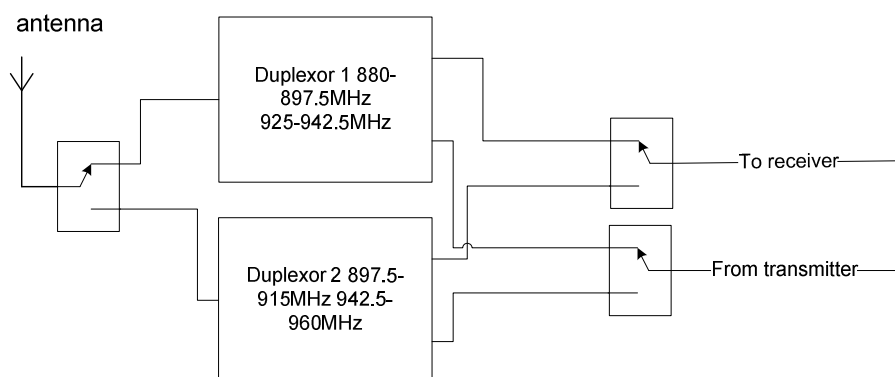 antenna
Duplexor 1 880-
897.5MHz
925-942.5MHz
To receiver
From transmitter
Duplexor 2 897.5-
915MHz 942.5-
960MHz